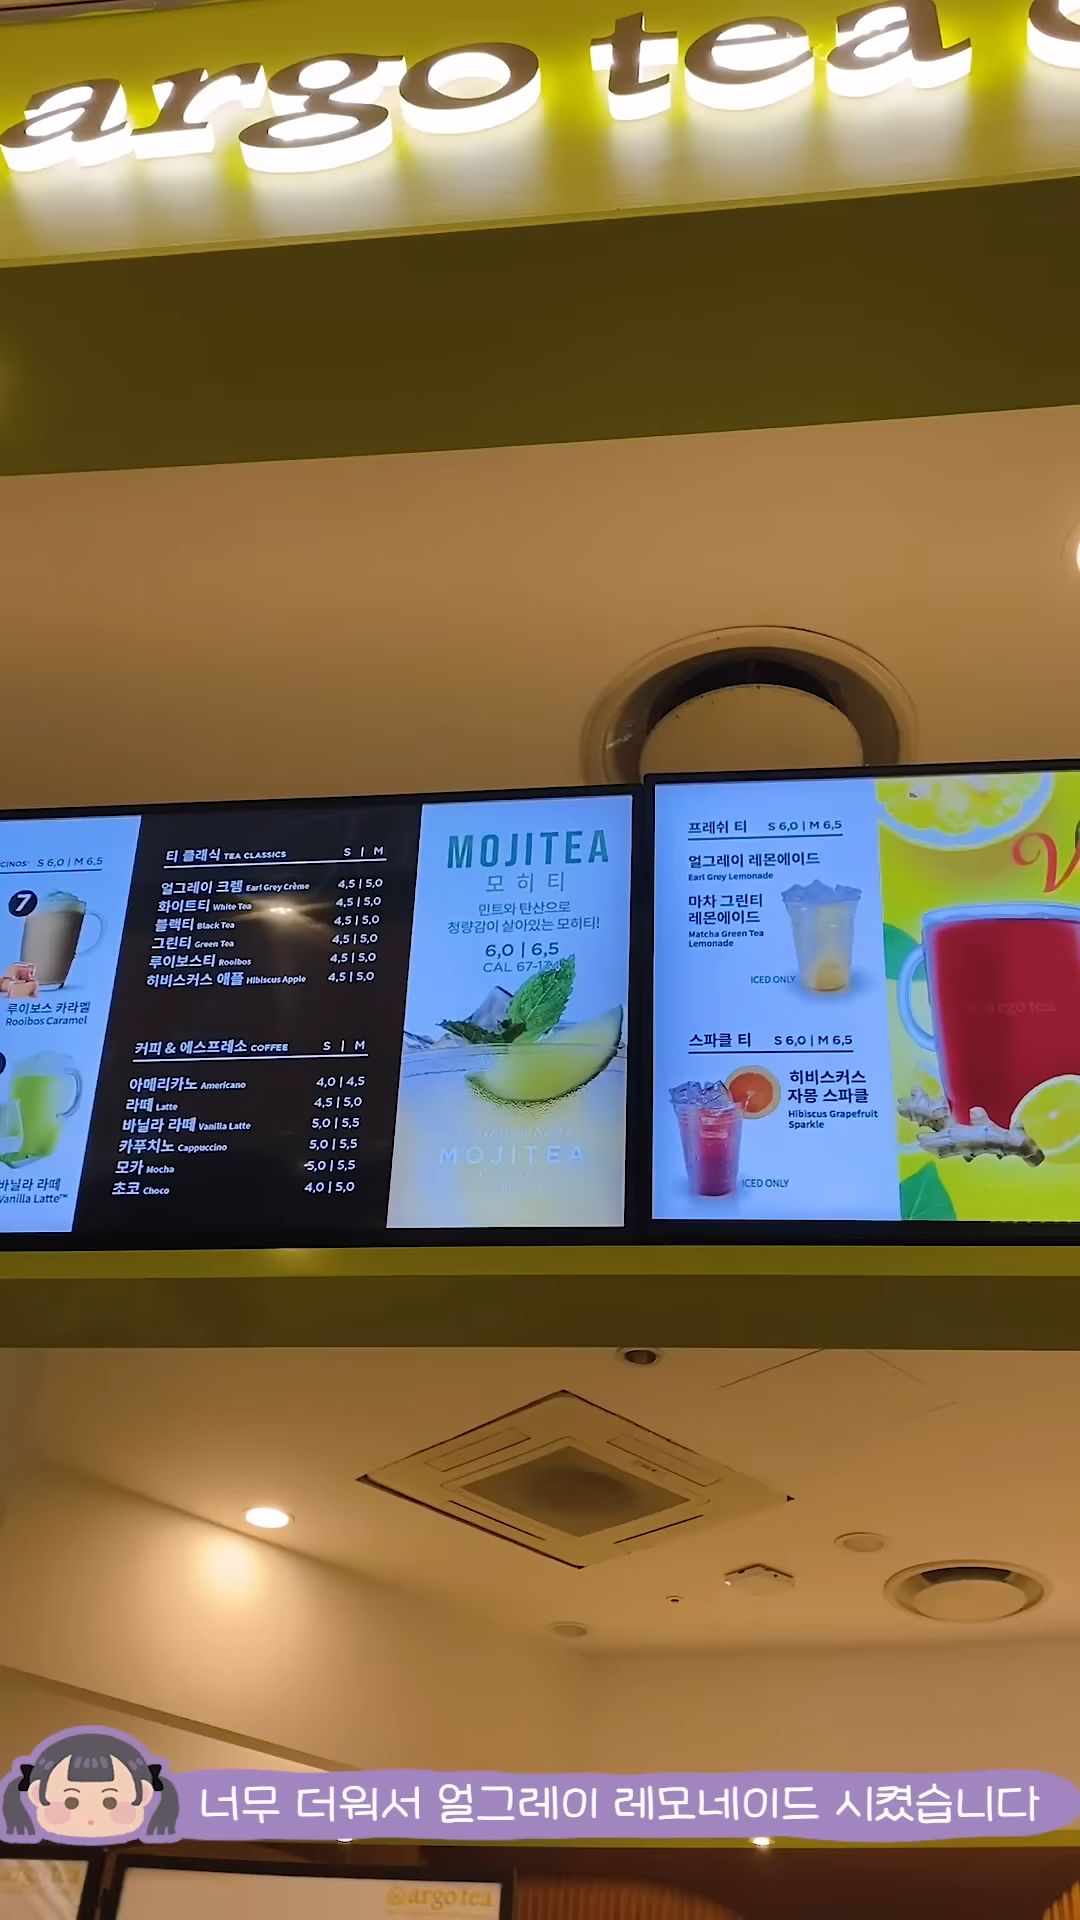 argo tea
CINOS' S 6,0 | M 6,5
7
루이보스 카라멜
Rooibos Caramel
바닐라 라떼
Vanilla Latte™
티 클래식 TEA CLASSICS S | M
얼그레이 크렘 Earl Grey Crème 4,5 | 5,0
화이트티 White Tea 4,5 | 5,0
블랙티 Black Tea 4,5 | 5,0
그린티 Green Tea 4,5 | 5,0
루이보스티 Rooibos 4,5 | 5,0
히비스커스 애플 Hibiscus Apple 4,5 | 5,0
커피 & 에스프레소 COFFEE S | M
아메리카노 Americano 4,0 | 4,5
라떼 Latte 4,5 | 5,0
바닐라 라떼 Vanilla Latte 5,0 | 5,5
카푸치노 Cappuccino 5,0 | 5,5
모카 Mocha 5,0 | 5,5
초코 Choco 4,0 | 5,0
MOJITEA
모히티
민트와 탄산으로
청량감이 살아있는 모히티!
6,0 | 6,5
CAL
MOJITEA
프레쉬 티 S 6,0 | M 6,5
얼그레이 레몬에이드
Earl Grey Lemonade
마차 그린티
레몬에이드
Matcha Green Tea
Lemonade
ICED ONLY
스파클 티 S 6,0 | M 6,5
히비스커스
자몽 스파클
Hibiscus Grapefruit
Sparkle
ICED ONLY
argo tea
너무 더워서 얼그레이 레모네이드 시켰습니다
argo tea